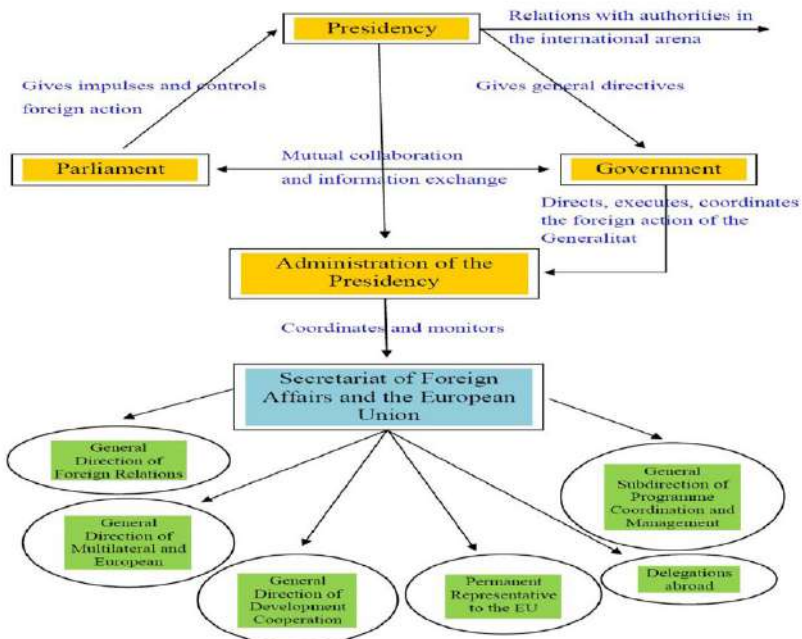 Presidency
Relations with authorities in
the international arena
Gives impulses and controls
foreign action
Gives general directives
Parliament
Mutual collaboration
and information exchange
Government
Directs, executes, coordinates
the foreign action of the
Generalitat
Administration of the
Presidency
Coordinates and monitors
Secretariat of Foreign
Affairs and the European
Union
General
Direction of
Foreign Relations
General
Direction of
Multilateral and
European
General
Direction of
Development
Cooperation
Permanent
Representative
to the EU
Delegations
abroad
General
Subdirection of
Programme
Coordination and
Management